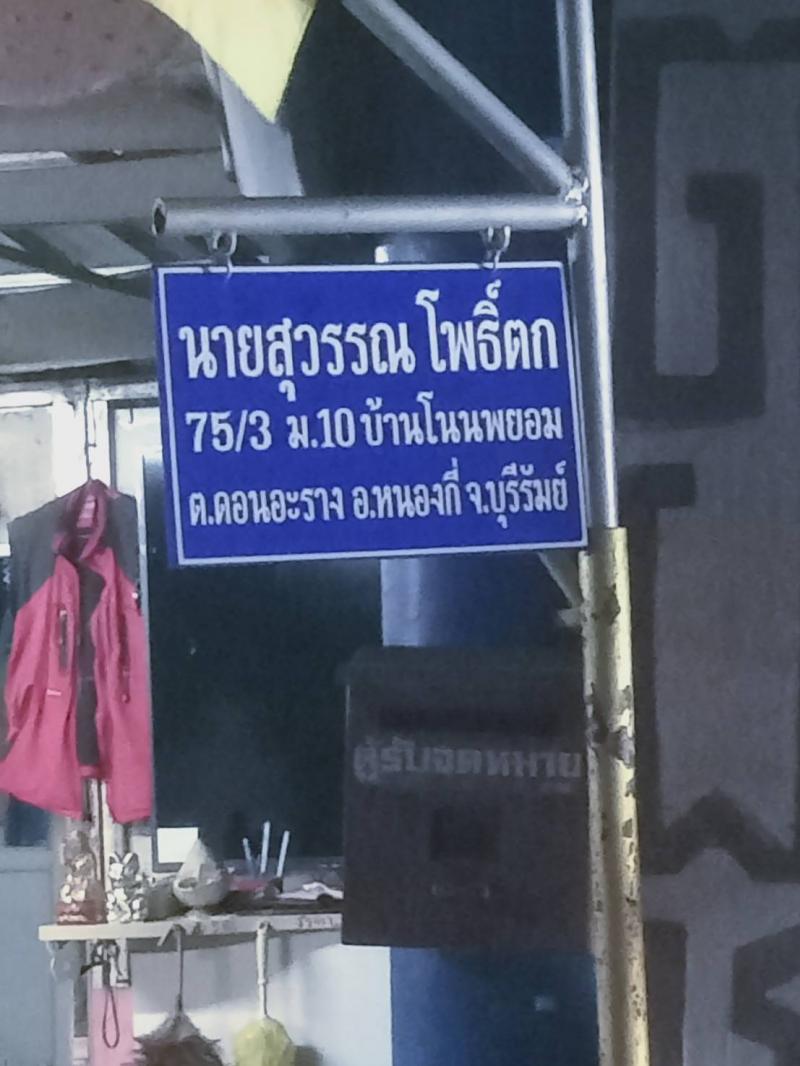 นายสุวรรณ โพธิ์ตก
75/3 ม.10 บ้านโนนพยอม
ต.ดอนอะราง อ.หนองกี่ จ.บุรีรัมย์
ตู้รับจดหมาย